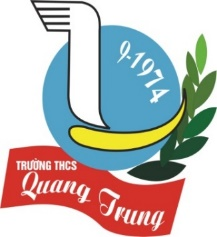 9-1974
TRƯỜNG THCS
Quang Trung